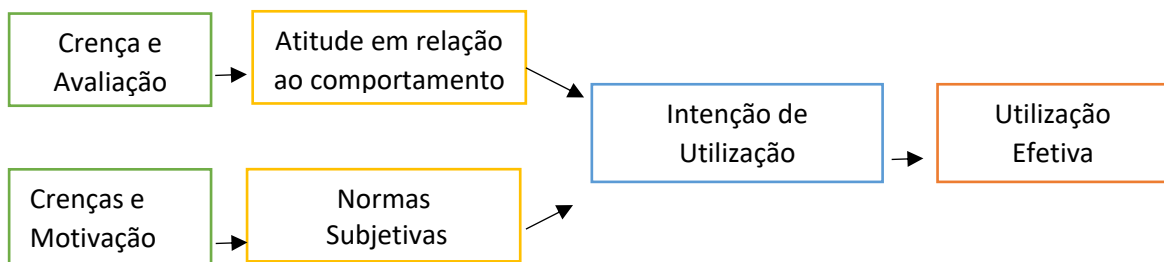 Crença e
Avaliação
Atitude em relação
ao comportamento
Intenção de
Utilização
Utilização
Efetiva
Crenças e
Motivação
Normas
Subjetivas